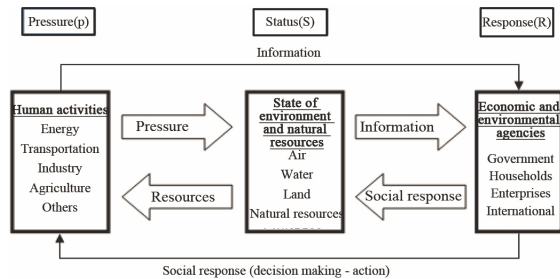 Pressure(p)
Status(S)
Response(R)
Information
Human activities
Energy
Transportation
Industry
Agriculture
Others
Pressure
Resources
State of
environment
and natural
resources
Air
Water
Land
Natural resources
Information
Social response
Economic and
environmental
agencies
Government
Households
Enterprises
International
Social response (decision making - action)